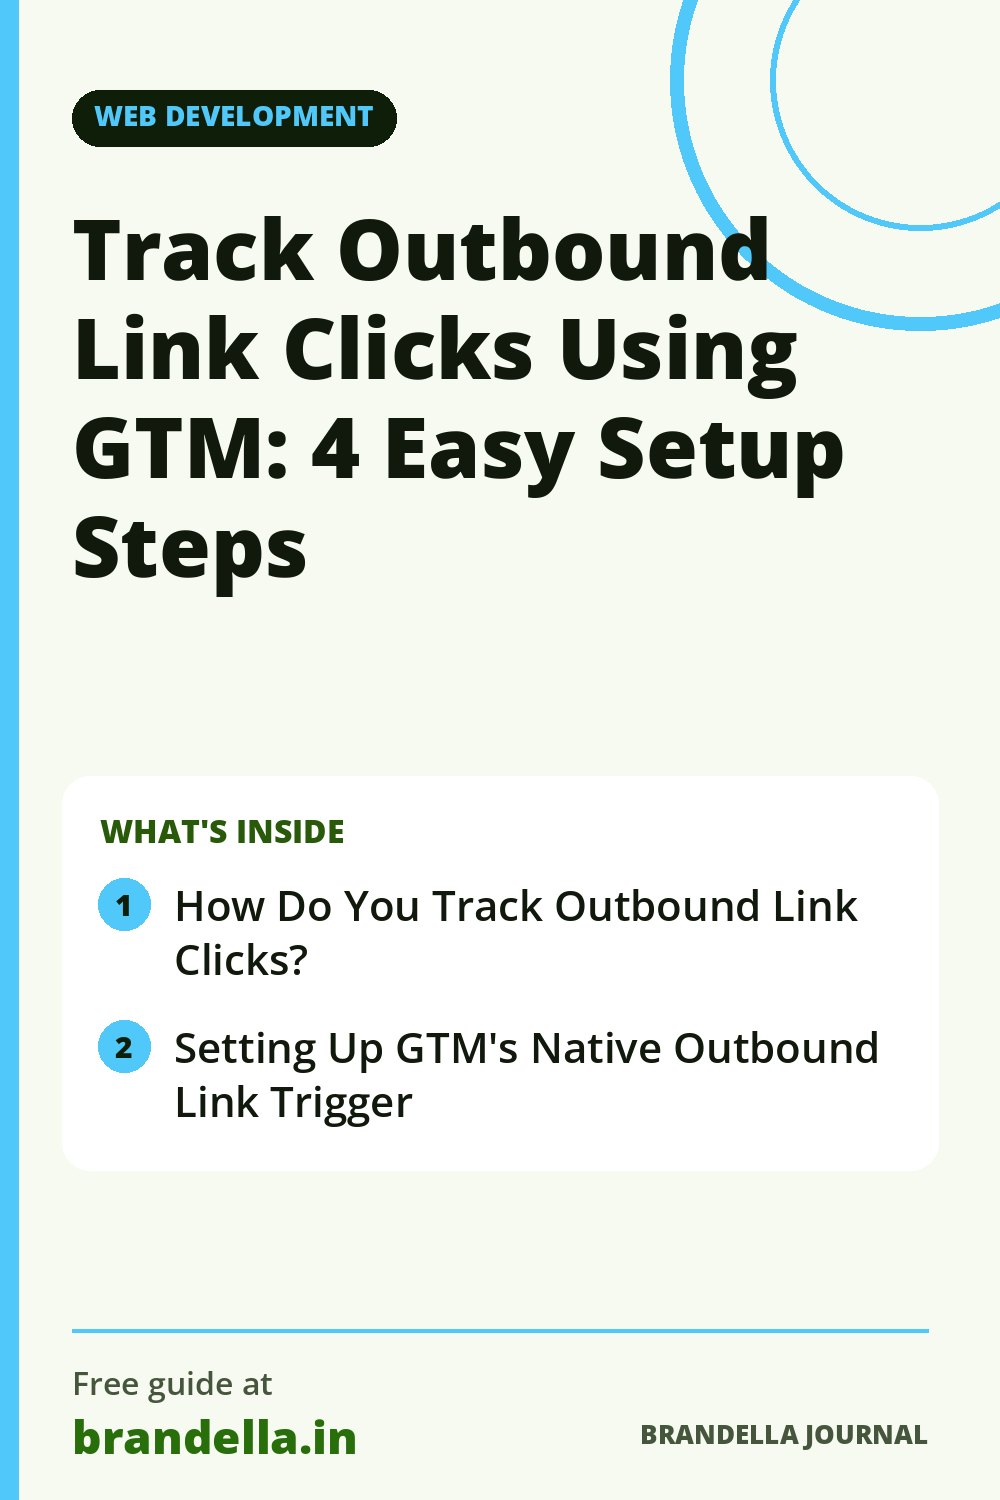 WEB DEVELOPMENT
Track Outbound
Link Clicks Using
GTM: 4 Easy Setup
Steps
WHAT'S INSIDE
1 How Do You Track Outbound Link
Clicks?
2 Setting Up GTM's Native Outbound
Link Trigger
Free guide at
brandella.in
BRANDELLA JOURNAL